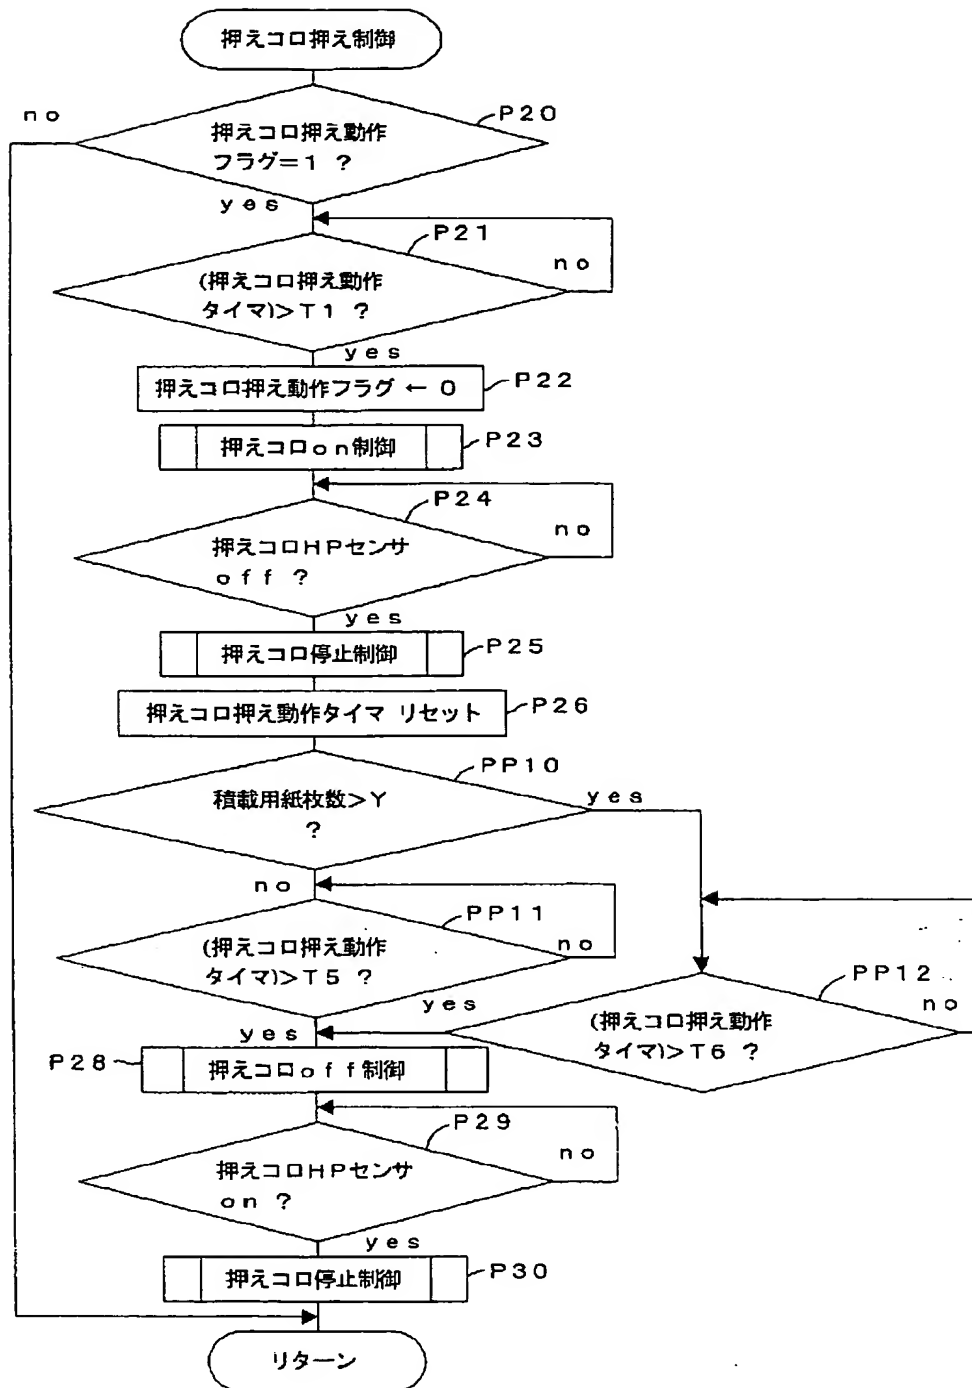 押えコロ押え制御
no
P20
押えコロ押え動作
フラグ=1 ?
yes
P21
no
(押えコロ押え動作
タイマ)>T1 ?
yes
押えコロ押え動作フラグ ← 0
P22
押えコロon制御
P23
P24
no
押えコロHPセンサ
off ?
yes
押えコロ停止制御
P25
押えコロ押え動作タイマ リセット
P26
PP10
積載用紙枚数>Y
?
yes
no
PP11
no
(押えコロ押え動作
タイマ)>T5 ?
yes
PP12
no
yes
(押えコロ押え動作
タイマ)>T6 ?
P28
押えコロoff制御
P29
no
押えコロHPセンサ
on ?
yes
押えコロ停止制御
P30
リターン